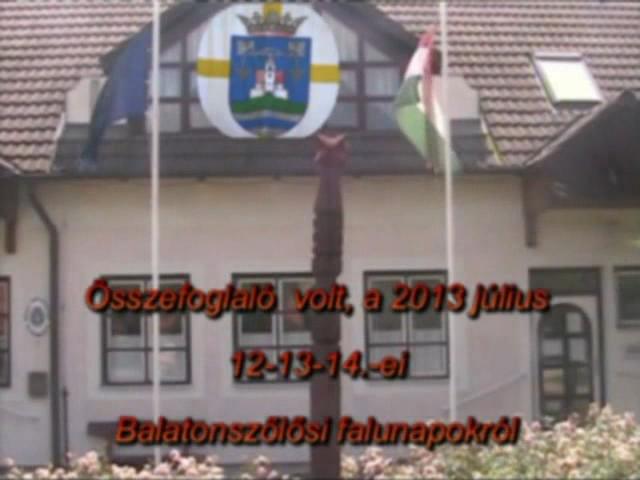 Összefoglaló volt, a 2013 július
12-13-14.-ei
Balatonszőlősi falunapokról